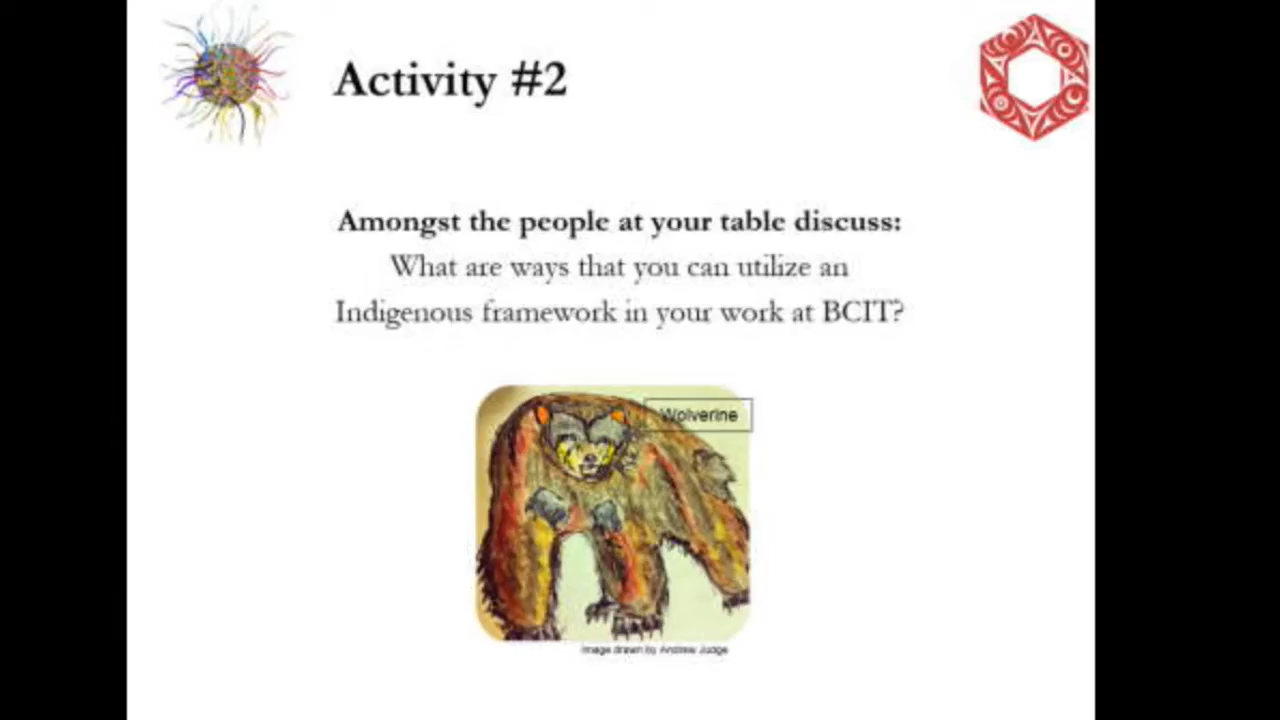 Activity #2
Amongst the people at your table discuss:
What are ways that you can utilize an
Indigenous framework in your work at BCIT?
Wolverine
Image drawn by Andrew Judge